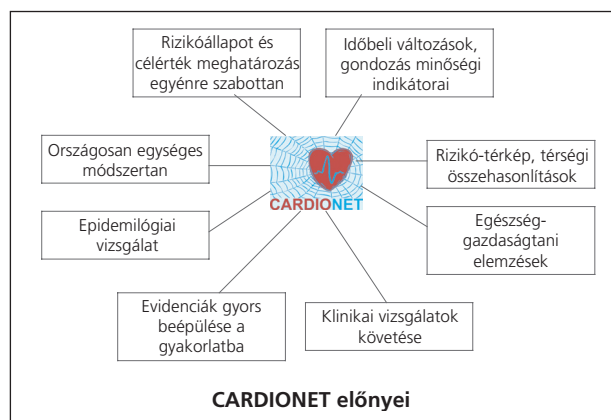 Rizikóállapot és
célérték meghatározás
egyénre szabottan
Időbeli változások,
gondozás minőségi
indikátorai
Országosan egységes
módszertan
Rizikó-térkép, térségi
összehasonlítások
CARDIONET
Epidemilógiai
vizsgálat
Egészség-
gazdaságtani
elemzések
Evidenciák gyors
beépülése a
gyakorlatba
Klinikai vizsgálatok
követése
CARDIONET előnyei